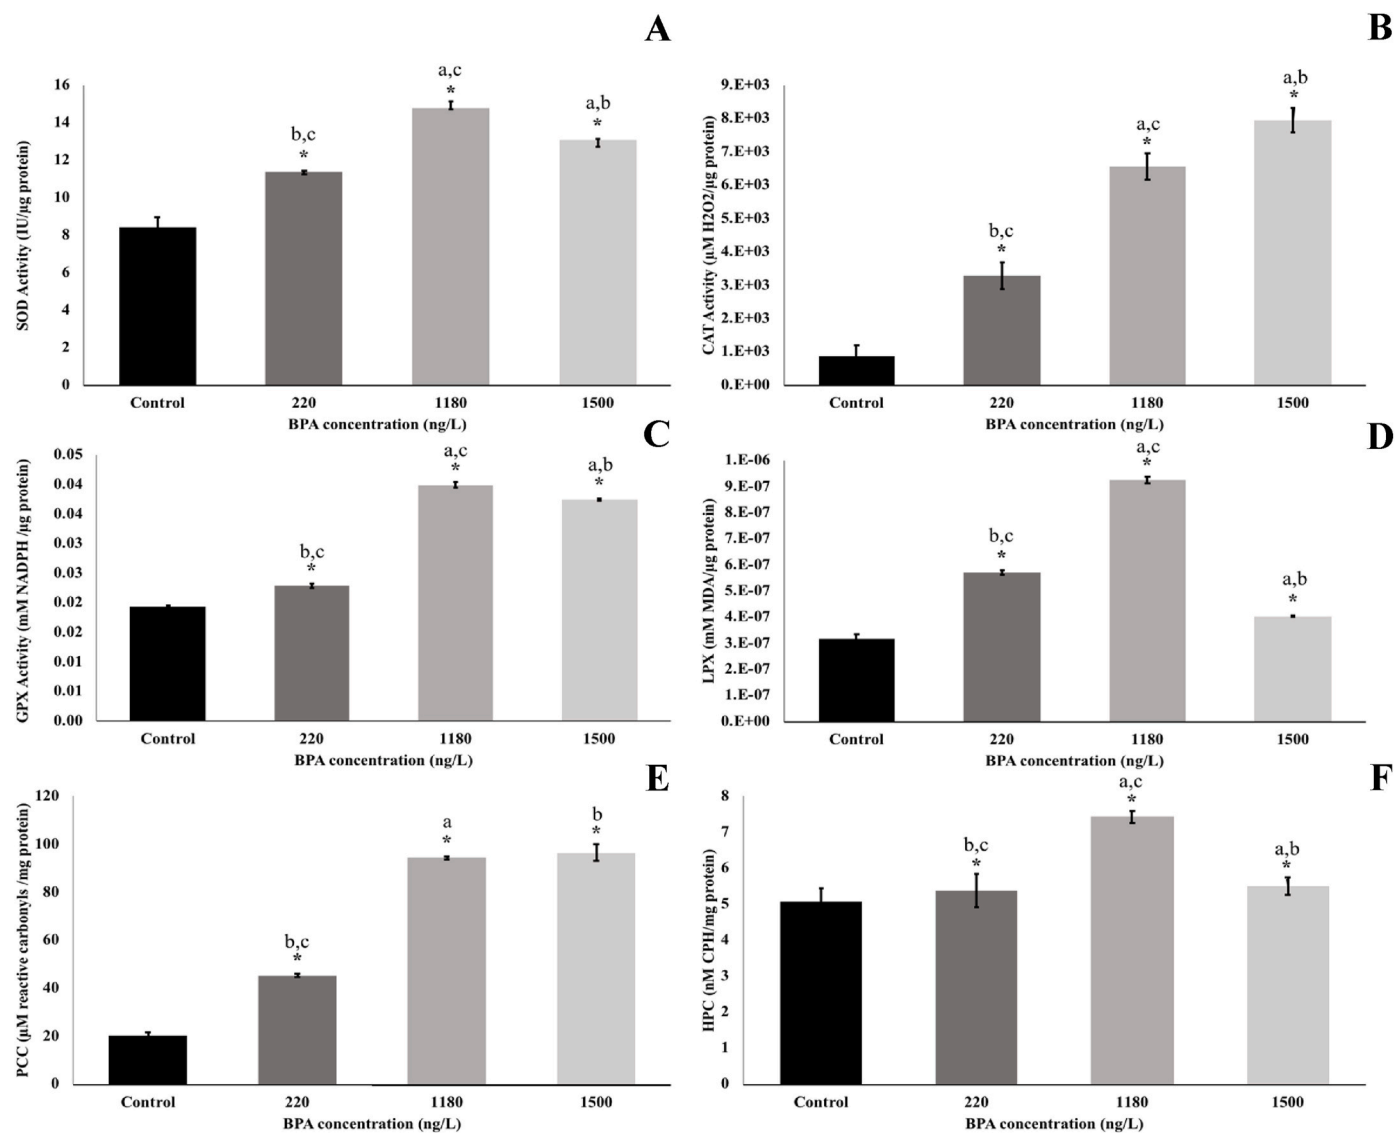 A
SOD Activity (IU/µg protein)
16
14
12
10
8
6
4
2
0
b,c
*
a,c
*
a,b
*
Control 220 1180 1500
BPA concentration (ng/L)
B
CAT Activity (µM H2O2/µg protein)
9.E+03
8.E+03
7.E+03
6.E+03
5.E+03
4.E+03
3.E+03
2.E+03
1.E+03
0.E+00
b,c
*
a,c
*
a,b
*
Control 220 1180 1500
BPA concentration (ng/L)
C
GPX Activity (mM NADPH /µg protein)
0.05
0.04
0.04
0.03
0.03
0.02
0.02
0.01
0.01
0.00
b,c
*
a,c
*
a,b
*
Control 220 1180 1500
BPA concentration (ng/L)
D
LPX (mM MDA/µg protein)
1.E-06
9.E-07
8.E-07
7.E-07
6.E-07
5.E-07
4.E-07
3.E-07
2.E-07
1.E-07
0.E+00
b,c
*
a,c
*
a,b
*
Control 220 1180 1500
BPA concentration (ng/L)
E
PCC (µM reactive carbonyls /mg protein)
120
100
80
60
40
20
0
b,c
*
a
*
b
*
Control 220 1180 1500
BPA concentration (ng/L)
F
HPC (nM CPH/mg protein)
8
7
6
5
4
3
2
1
0
b,c
*
a,c
*
a,b
*
Control 220 1180 1500
BPA concentration (ng/L)